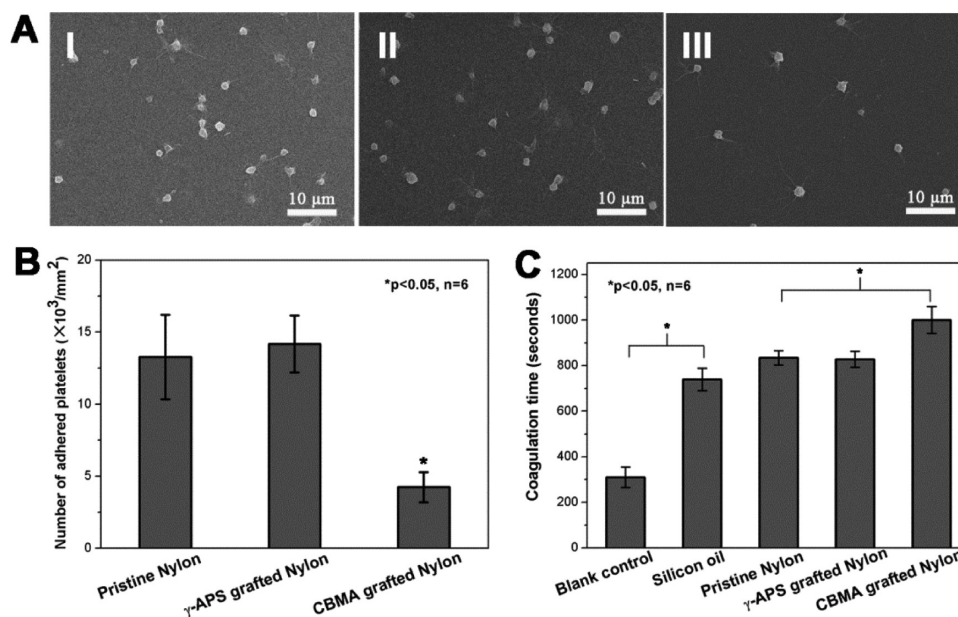 A
I
II
III
10 µm
10 µm
10 µm
B
Number of adhered platelets (×10³/mm²)
20
15
10
5
0
*p<0.05, n=6
*
Pristine Nylon
γ-APS grafted Nylon
CBMA grafted Nylon
C
Coagulation time (seconds)
1200
1000
800
600
400
200
0
*p<0.05, n=6
*
*
Blank control
Silicon oil
Pristine Nylon
γ-APS grafted Nylon
CBMA grafted Nylon